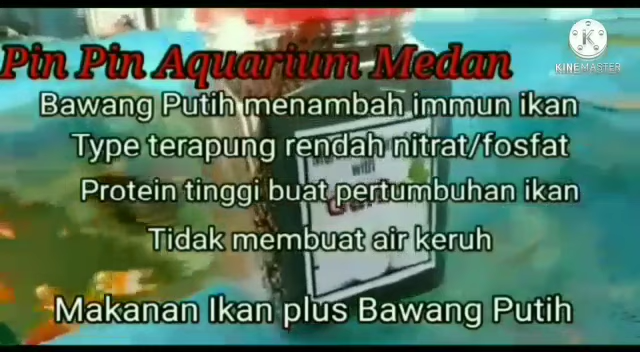 KINEMASTER
Pin Pin Aquarium Medan
Bawang Putih menambah immun ikan
Type terapung rendah nitrat/fosfat
with
Protein tinggi buat pertumbuhan ikan
Tidak membuat air keruh
Makanan Ikan plus Bawang Putih